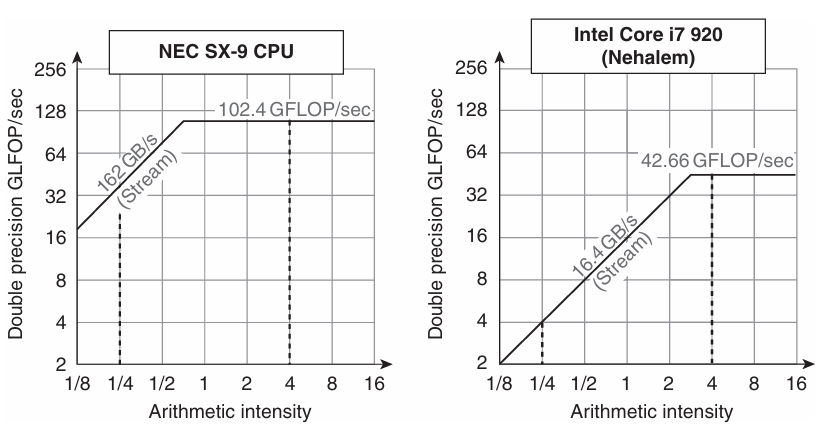 NEC SX-9 CPU
Double precision GLFOP/sec
256
128
64
32
16
8
4
2
102.4 GFLOP/sec
162 GB/s
(Stream)
1/8 1/4 1/2 1 2 4 8 16
Arithmetic intensity
Intel Core i7 920
(Nehalem)
Double precision GLFOP/sec
256
128
64
32
16
8
4
2
42.66 GFLOP/sec
16.4 GB/s
(Stream)
1/8 1/4 1/2 1 2 4 8 16
Arithmetic intensity